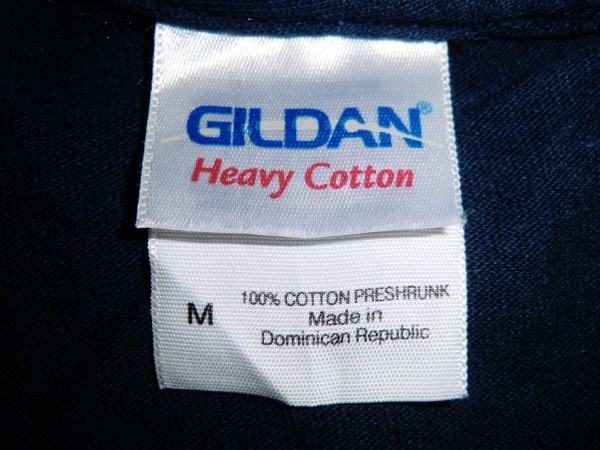 GILDAN®
Heavy Cotton
M
100% COTTON PRESHRUNK
Made in
Dominican Republic